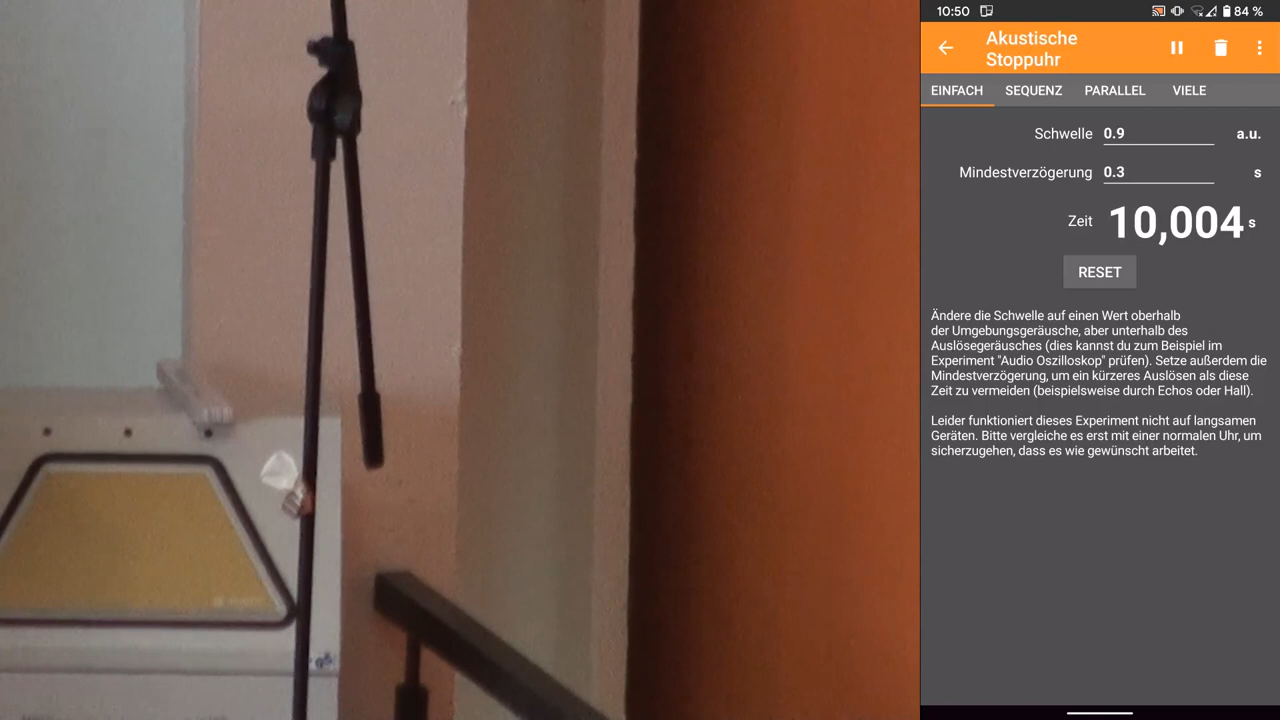 10:50
84 %
Akustische
Stoppuhr
EINFACH
SEQUENZ
PARALLEL
VIELE
Schwelle 0.9 a.u.
Mindestverzögerung 0.3 s
Zeit 10,004 s
RESET
Ändere die Schwelle auf einen Wert oberhalb
der Umgebungsgeräusche, aber unterhalb des
Auslösegeräusches (dies kannst du zum Beispiel im
Experiment "Audio Oszilloskop" prüfen). Setze außerdem die
Mindestverzögerung, um ein kürzeres Auslösen als diese
Zeit zu vermeiden (beispielsweise durch Echos oder Hall).
Leider funktioniert dieses Experiment nicht auf langsamen
Geräten. Bitte vergleiche es erst mit einer normalen Uhr, um
sicherzugehen, dass es wie gewünscht arbeitet.